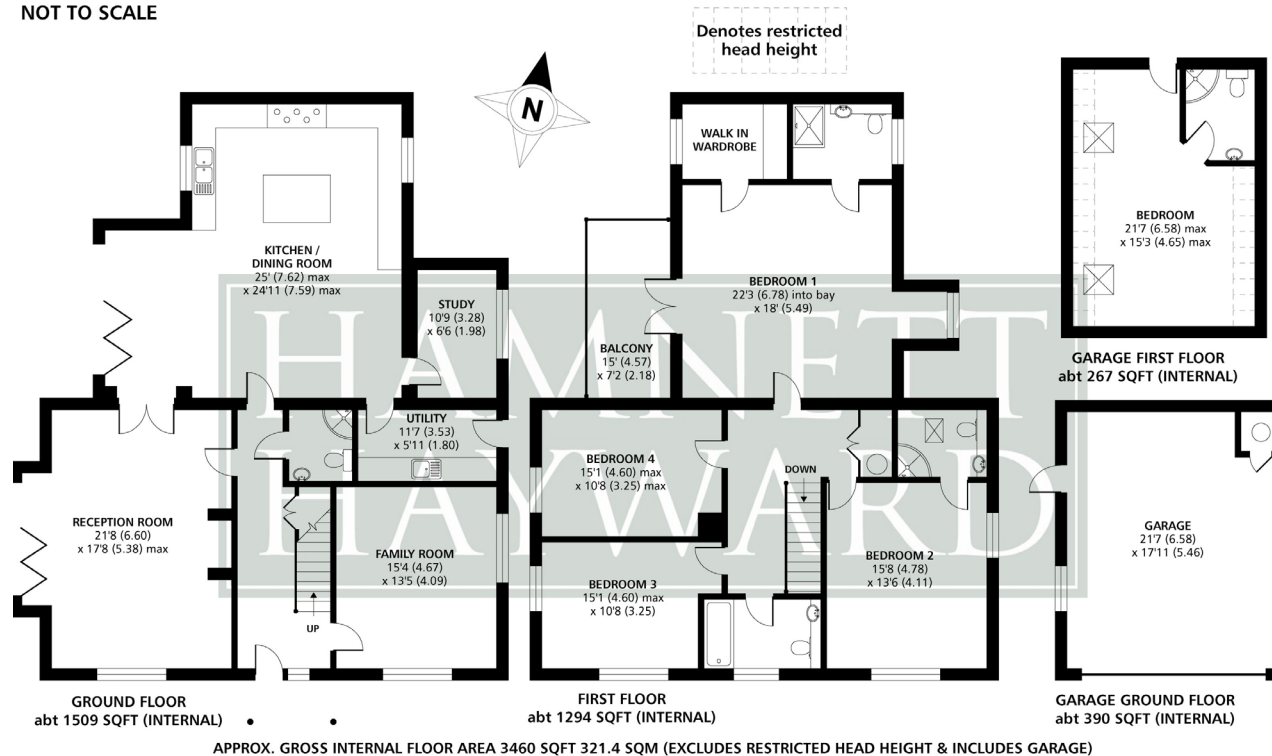 NOT TO SCALE
Denotes restricted
head height
N
KITCHEN /
DINING ROOM
25' (7.62) max
x 24'11 (7.59) max
STUDY
10'9 (3.28)
x 6'6 (1.98)
UTILITY
11'7 (3.53)
x 5'11 (1.80)
RECEPTION ROOM
21'8 (6.60)
x 17'8 (5.38) max
FAMILY ROOM
15'4 (4.67)
x 13'5 (4.09)
UP
GROUND FLOOR
abt 1509 SQFT (INTERNAL)
WALK IN
WARDROBE
BEDROOM 1
22'3 (6.78) into bay
x 18' (5.49)
BALCONY
15' (4.57)
x 7'2 (2.18)
BEDROOM 4
15'1 (4.60) max
x 10'8 (3.25) max
DOWN
BEDROOM 3
15'1 (4.60) max
x 10'8 (3.25)
BEDROOM 2
15'8 (4.78)
x 13'6 (4.11)
FIRST FLOOR
abt 1294 SQFT (INTERNAL)
BEDROOM
21'7 (6.58) max
x 15'3 (4.65) max
GARAGE FIRST FLOOR
abt 267 SQFT (INTERNAL)
GARAGE
21'7 (6.58)
x 17'11 (5.46)
GARAGE GROUND FLOOR
abt 390 SQFT (INTERNAL)
HAMNETT
HAYWARD
APPROX. GROSS INTERNAL FLOOR AREA 3460 SQFT 321.4 SQM (EXCLUDES RESTRICTED HEAD HEIGHT & INCLUDES GARAGE)